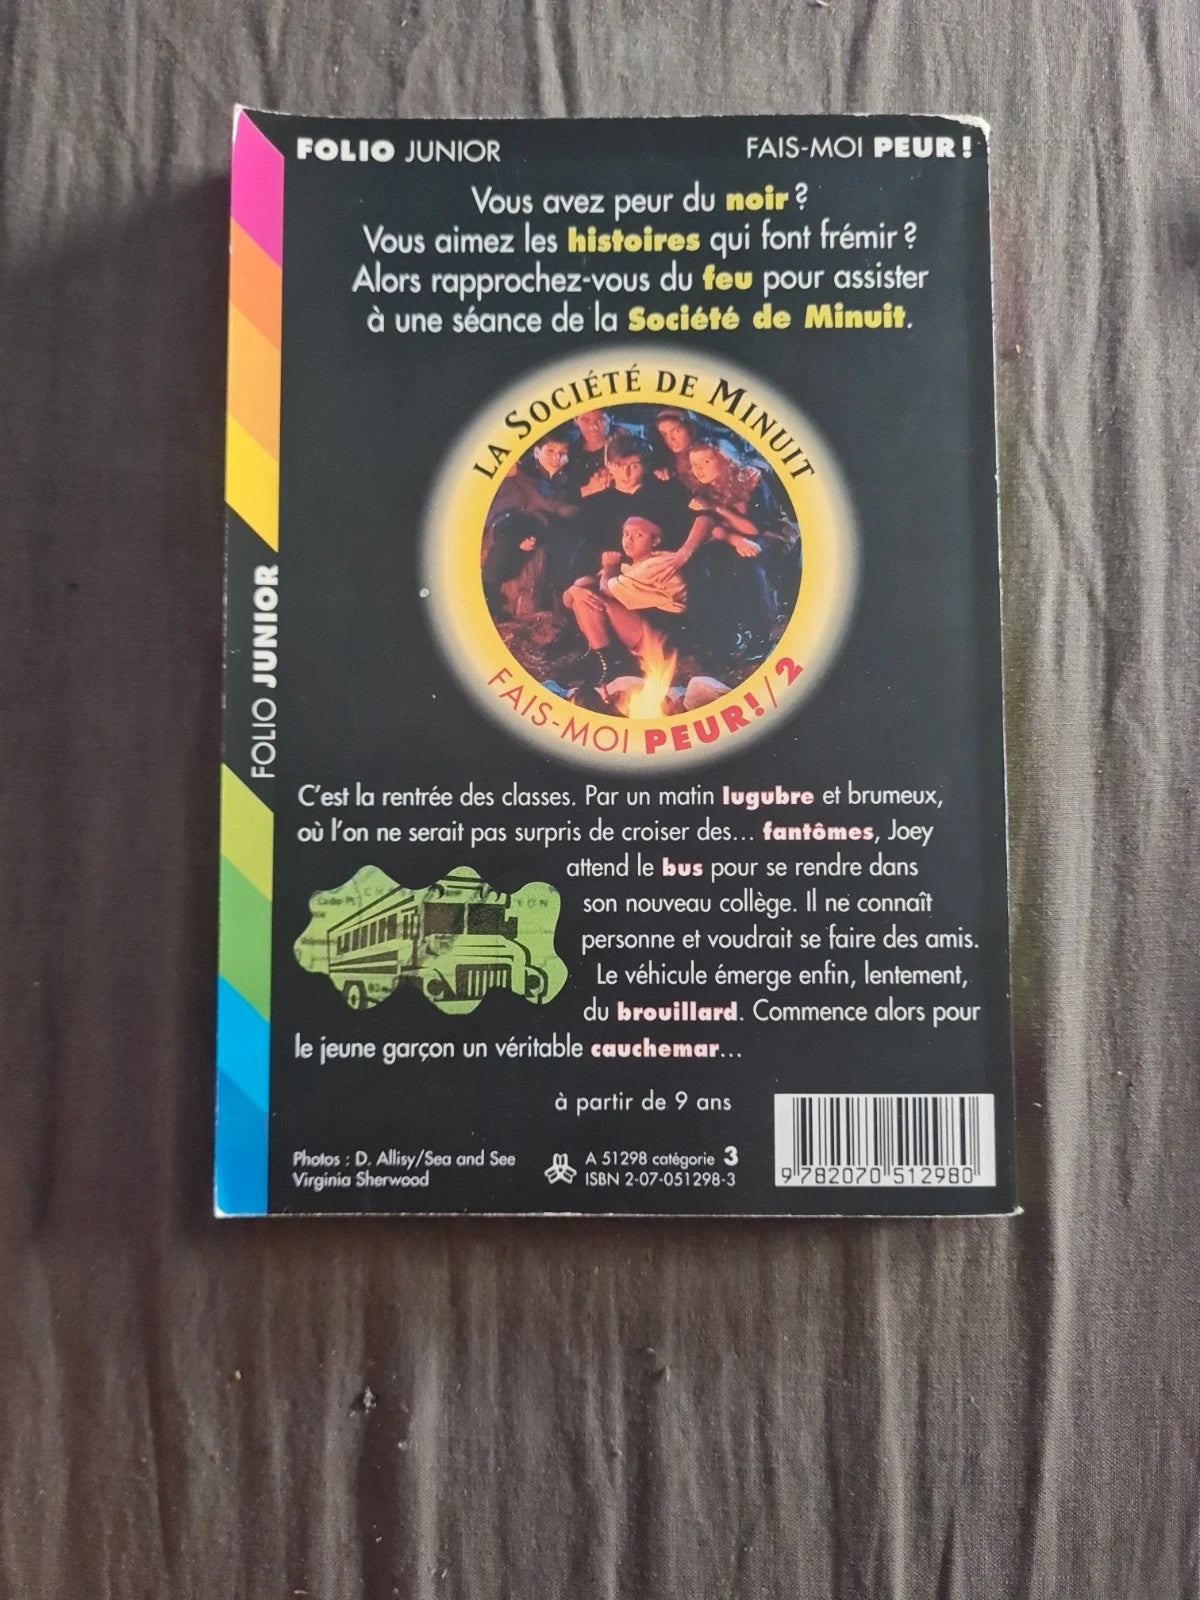 FOLIO JUNIOR
FAIS-MOI PEUR !
Vous avez peur du noir ?
Vous aimez les histoires qui font frémir ?
Alors rapprochez-vous du feu pour assister
à une séance de la Société de Minuit.
LA SOCIÉTÉ DE MINUIT
FAIS-MOI PEUR! / 2
FOLIO JUNIOR
C'est la rentrée des classes. Par un matin lugubre et brumeux,
où l'on ne serait pas surpris de croiser des... fantômes, Joey
attend le bus pour se rendre dans
son nouveau collège. Il ne connaît
personne et voudrait se faire des amis.
Le véhicule émerge enfin, lentement,
du brouillard. Commence alors pour
le jeune garçon un véritable cauchemar...
à partir de 9 ans
Photos : D. Allisy/Sea and See
Virginia Sherwood
A 51298 catégorie 3
ISBN 2-07-051298-3
9 782070 512980